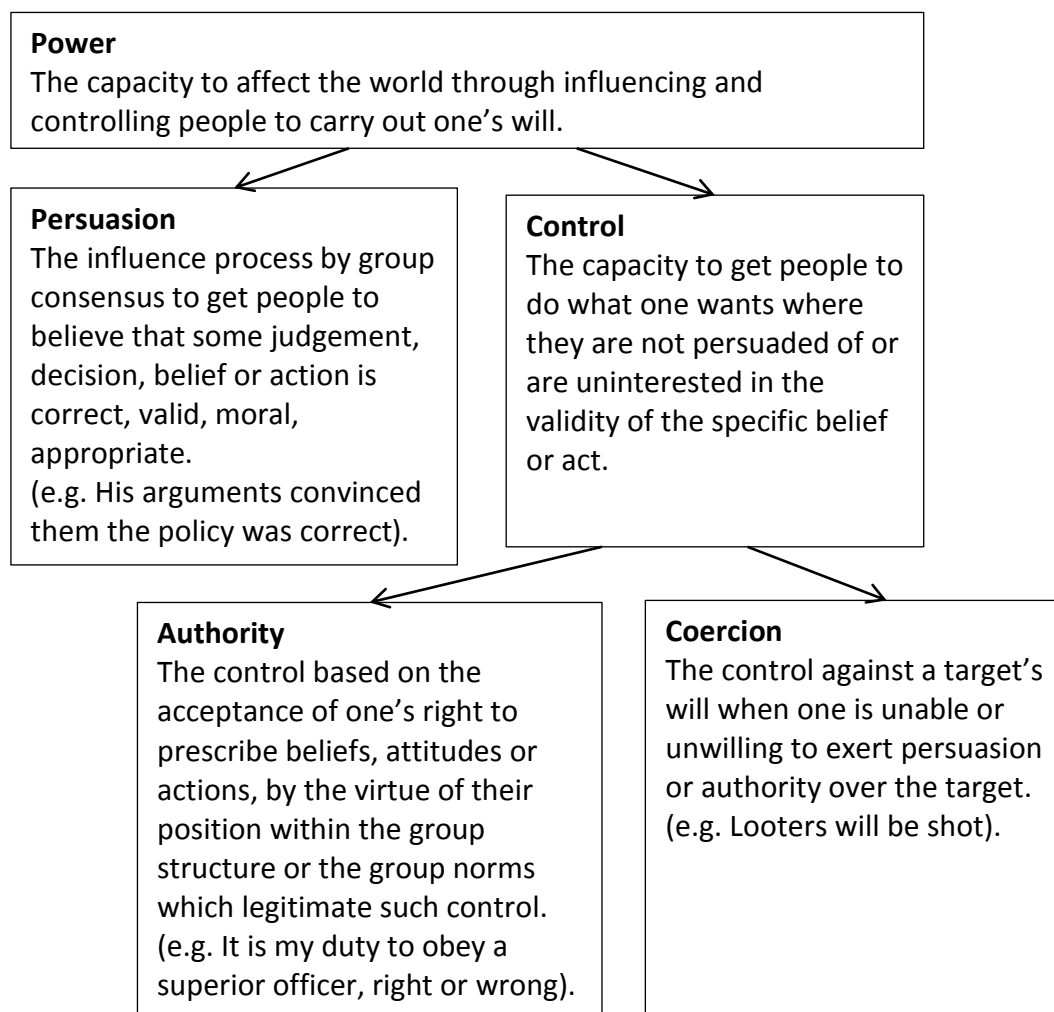 Power
The capacity to affect the world through influencing and
controlling people to carry out one’s will.
Persuasion
The influence process by group
consensus to get people to
believe that some judgement,
decision, belief or action is
correct, valid, moral,
appropriate.
(e.g. His arguments convinced
them the policy was correct).
Control
The capacity to get people to
do what one wants where
they are not persuaded of or
are uninterested in the
validity of the specific belief
or act.
Authority
The control based on the
acceptance of one’s right to
prescribe beliefs, attitudes or
actions, by the virtue of their
position within the group
structure or the group norms
which legitimate such control.
(e.g. It is my duty to obey a
superior officer, right or wrong).
Coercion
The control against a target’s
will when one is unable or
unwilling to exert persuasion
or authority over the target.
(e.g. Looters will be shot).